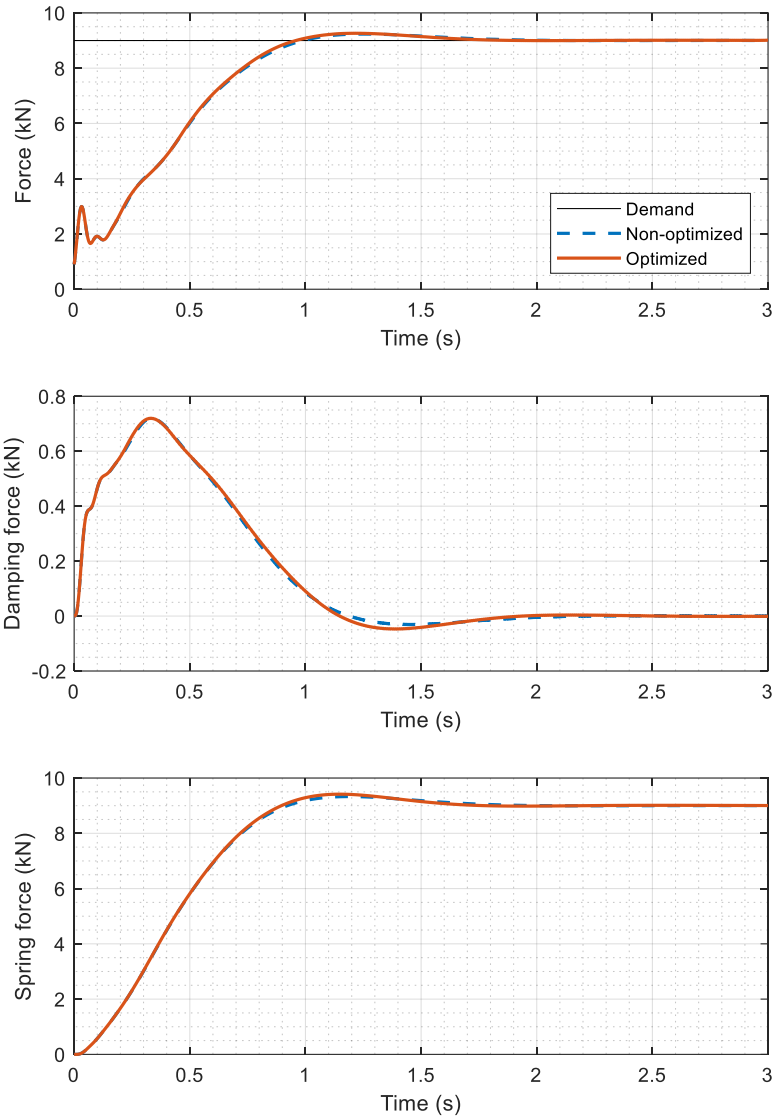 10
8
6
4
2
0
Force (kN)
Demand
Non-optimized
Optimized
0 0.5 1 1.5 2 2.5 3
Time (s)
0.8
0.6
0.4
0.2
0
-0.2
Damping force (kN)
0 0.5 1 1.5 2 2.5 3
Time (s)
10
8
6
4
2
0
Spring force (kN)
0 0.5 1 1.5 2 2.5 3
Time (s)